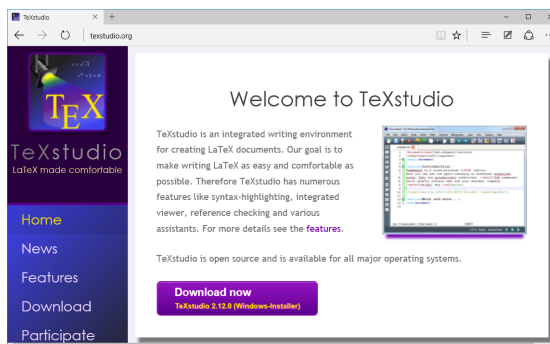 TeXstudio
texstudio.org
TEX
TeXstudio
LaTeX made comfortable
Home
News
Features
Download
Participate
Welcome to TeXstudio
TeXstudio is an integrated writing environment
for creating LaTeX documents. Our goal is to
make writing LaTeX as easy and comfortable as
possible. Therefore TeXstudio has numerous
features like syntax-highlighting, integrated
viewer, reference checking and various
assistants. For more details see the features.
TeXstudio is open source and is available for all major operating systems.
Download now
TeXstudio 2.12.0 (Windows-Installer)